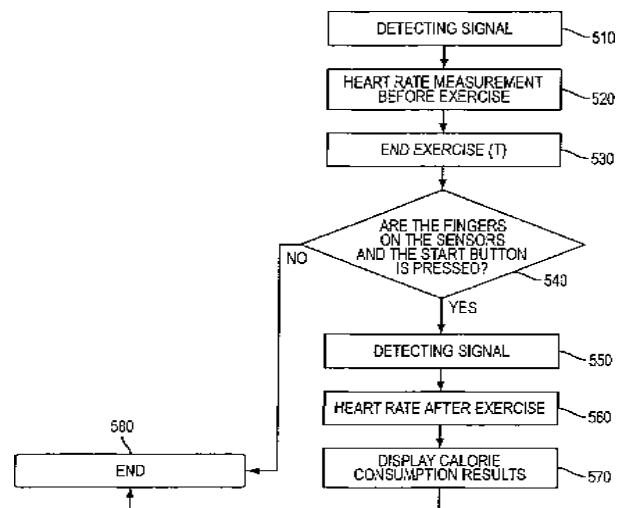 DETECTING SIGNAL
510
HEART RATE MEASUREMENT
BEFORE EXERCISE
520
END EXERCISE {T}
530
ARE THE FINGERS
ON THE SENSORS
AND THE START BUTTON
IS PRESSED?
540
NO
YES
DETECTING SIGNAL
550
HEART RATE AFTER EXERCISE
560
580
END
DISPLAY CALORIE
CONSUMPTION RESULTS
570